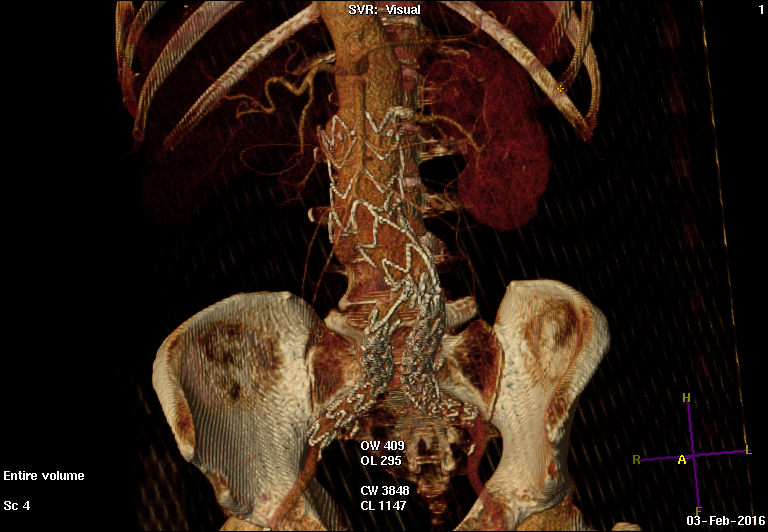 SVR: Visual
1
H
R
A
L
F
OW 409
OL 295
CW 3848
CL 1147
Entire volume
Sc 4
03-Feb-2016